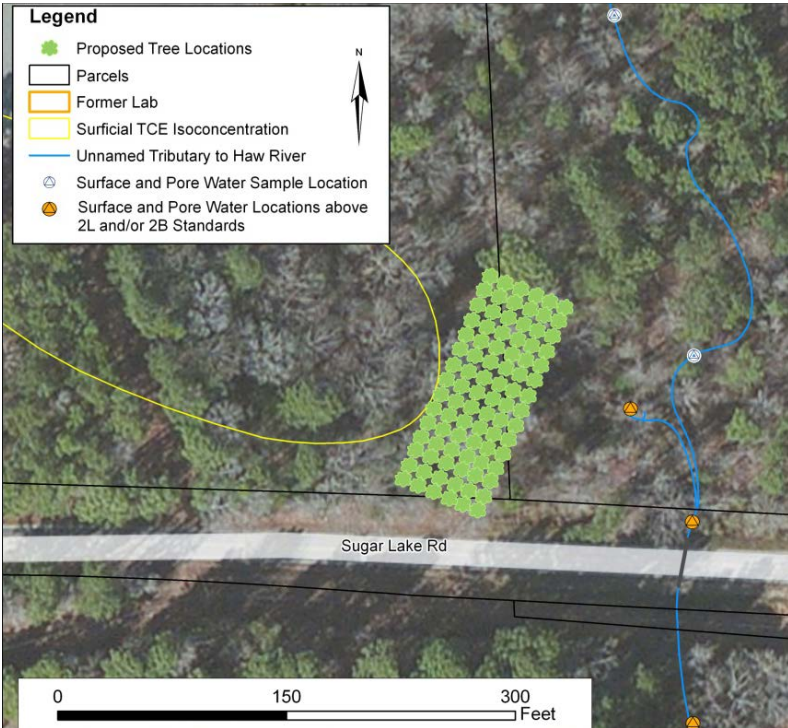 Legend
Proposed Tree Locations
N
Parcels
Former Lab
Surficial TCE Isoconcentration
Unnamed Tributary to Haw River
Surface and Pore Water Sample Location
Surface and Pore Water Locations above
2L and/or 2B Standards
Sugar Lake Rd
0 150 300
Feet